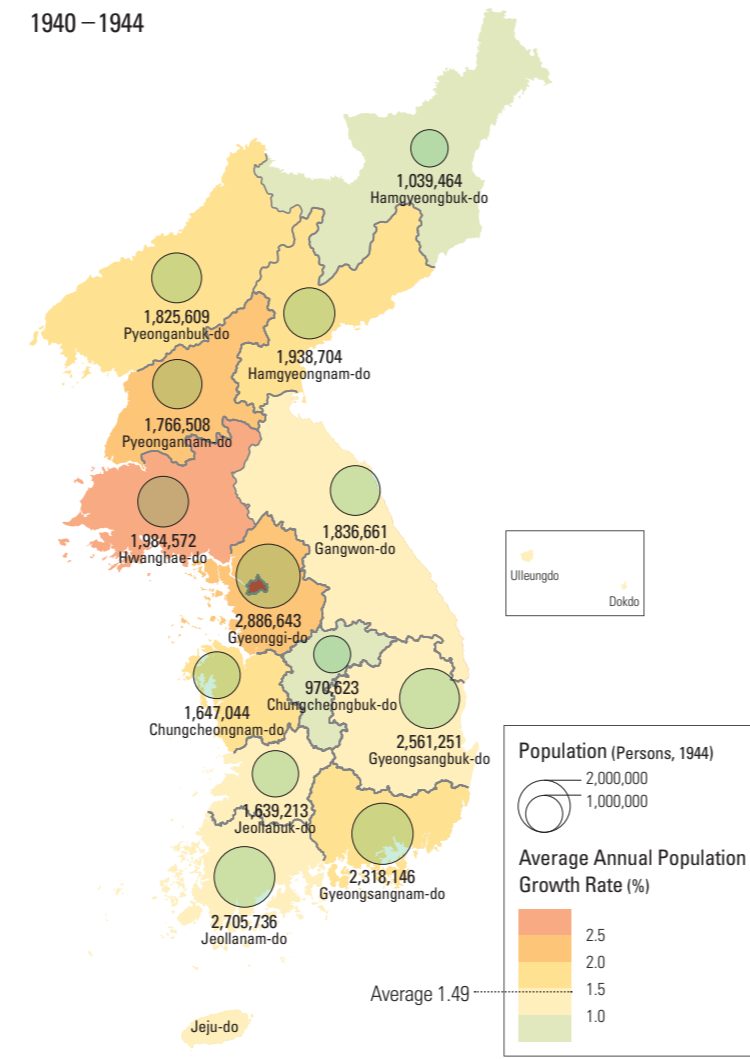 1940 – 1944
1,039,464
Hamgyeongbuk-do
1,825,609
Pyeonganbuk-do
1,938,704
Hamgyeongnam-do
1,766,508
Pyeongannam-do
1,984,572
Hwanghae-do
1,836,661
Gangwon-do
Ulleungdo
Dokdo
2,886,643
Gyeonggi-do
970,623
Chungcheongbuk-do
1,647,044
Chungcheongnam-do
2,561,251
Gyeongsangbuk-do
1,639,213
Jeollabuk-do
2,318,146
Gyeongsangnam-do
2,705,736
Jeollanam-do
Jeju-do
Population (Persons, 1944)
2,000,000
1,000,000
Average Annual Population
Growth Rate (%)
2.5
2.0
1.5
Average 1.49
1.0